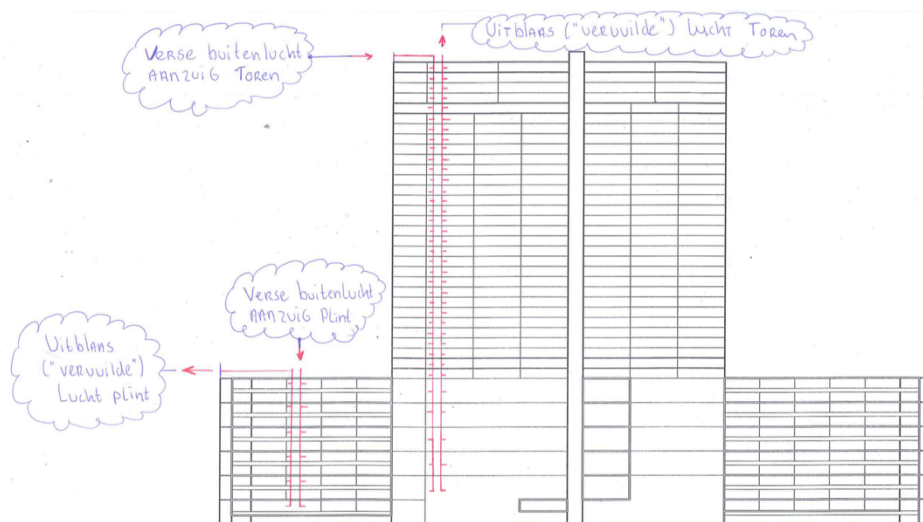 Uitblaas ("vervuilde") lucht Toren
Verse buitenlucht
AANZUIG Toren
Verse buitenlucht
AANZUIG Plint
Uitblaas
("vervuilde")
Lucht plint